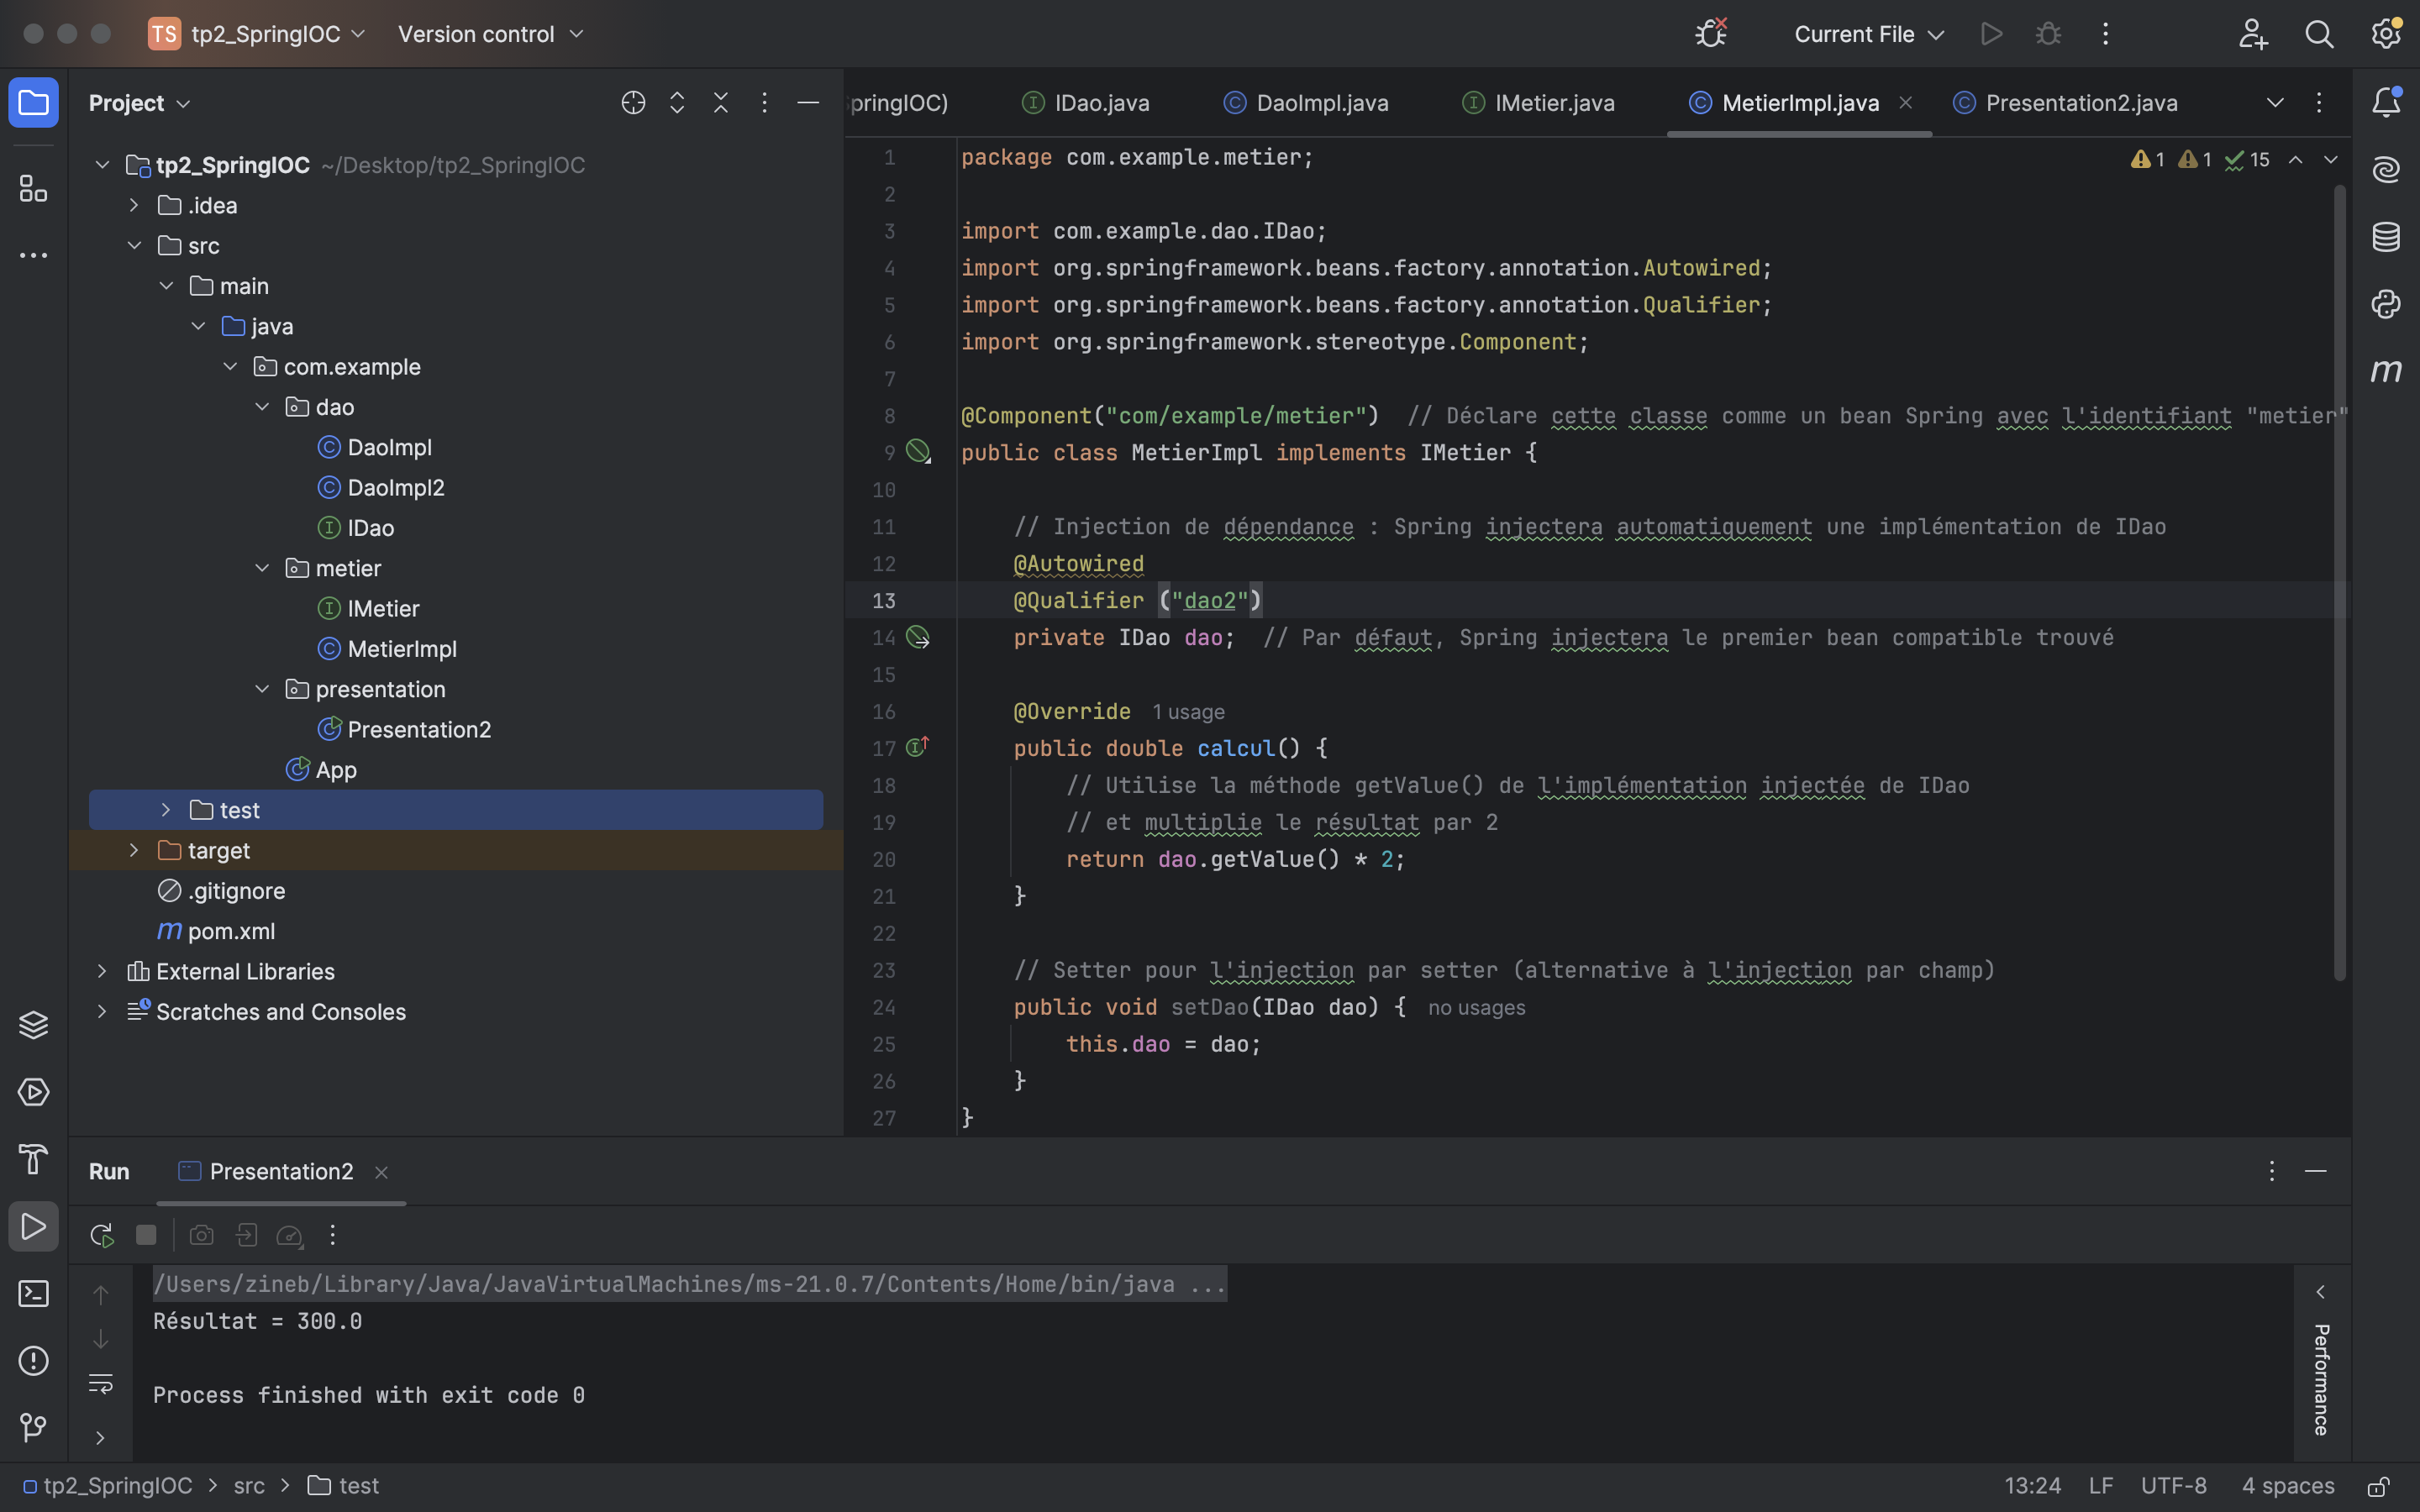 TS tp2_SpringIOC Version control Current File
Project
tp2_SpringIOC ~/Desktop/tp2_SpringIOC
.idea
src
main
java
com.example
dao
DaoImpl
DaoImpl2
IDao
metier
IMetier
MetierImpl
presentation
Presentation2
App
test
target
.gitignore
pom.xml
External Libraries
Scratches and Consoles
pringIOC) IDao.java DaoImpl.java IMetier.java MetierImpl.java Presentation2.java
1 1 15
1 package com.example.metier;
2
3 import com.example.dao.IDao;
4 import org.springframework.beans.factory.annotation.Autowired;
5 import org.springframework.beans.factory.annotation.Qualifier;
6 import org.springframework.stereotype.Component;
7
8 @Component("com/example/metier") // Déclare cette classe comme un bean Spring avec l'identifiant "metier"
9 public class MetierImpl implements IMetier {
10
11 // Injection de dépendance : Spring injectera automatiquement une implémentation de IDao
12 @Autowired
13 @Qualifier ("dao2")
14 private IDao dao; // Par défaut, Spring injectera le premier bean compatible trouvé
15
16 @Override 1 usage
17 public double calcul() {
18 // Utilise la méthode getValue() de l'implémentation injectée de IDao
19 // et multiplie le résultat par 2
20 return dao.getValue() * 2;
21 }
22
23 // Setter pour l'injection par setter (alternative à l'injection par champ)
24 public void setDao(IDao dao) { no usages
25 this.dao = dao;
26 }
27 }
Run Presentation2
/Users/zineb/Library/Java/JavaVirtualMachines/ms-21.0.7/Contents/Home/bin/java ...
Résultat = 300.0
Process finished with exit code 0
Performance
tp2_SpringIOC > src > test 13:24 LF UTF-8 4 spaces